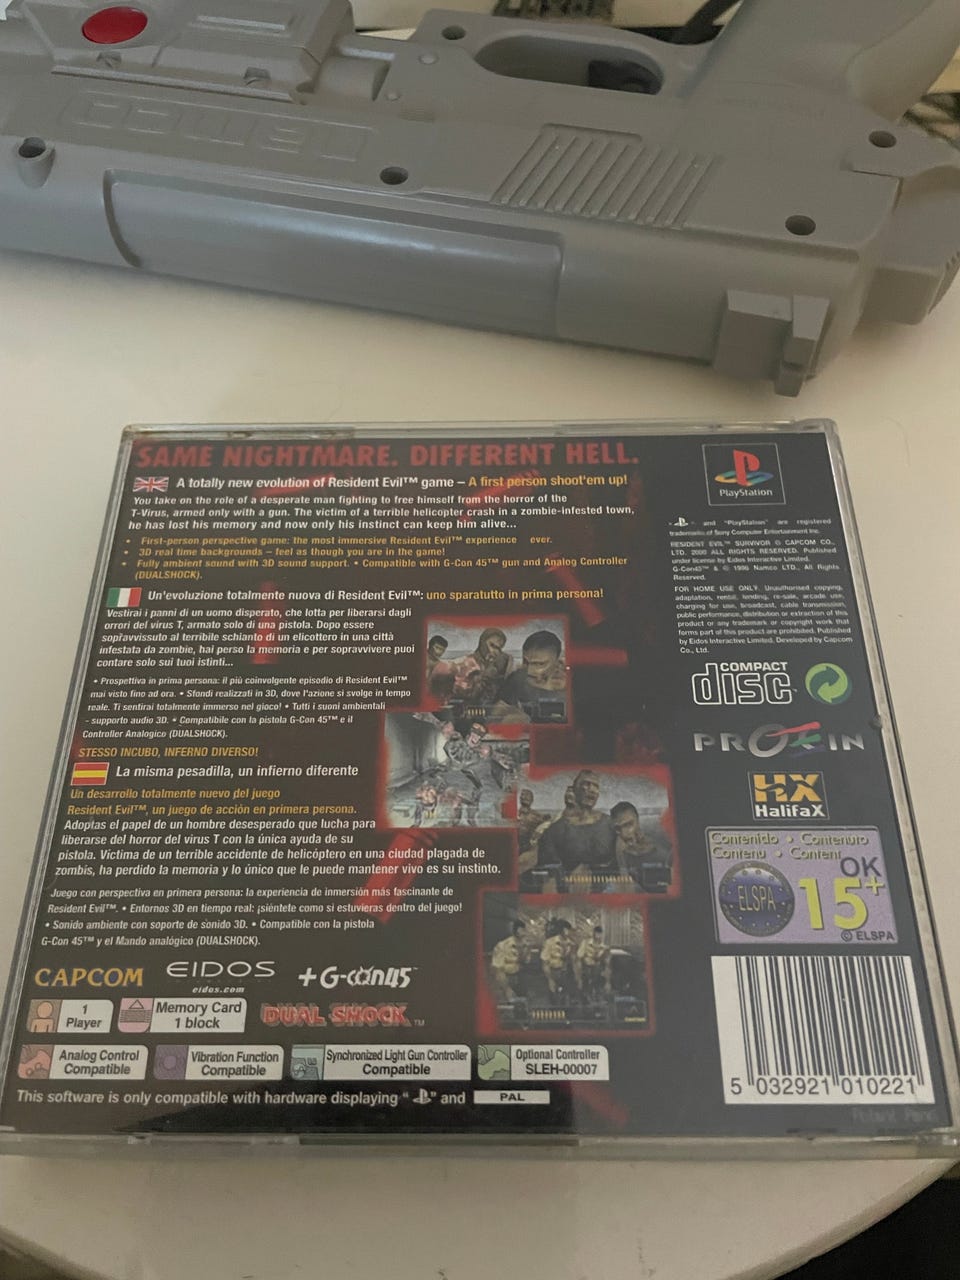 namco
SAME NIGHTMARE. DIFFERENT HELL.
A totally new evolution of Resident Evil™ game – A first person shoot'em up!
You take on the role of a desperate man fighting to free himself from the horror of the
T-Virus, armed only with a gun. The victim of a terrible helicopter crash in a zombie-infested town,
he has lost his memory and now only his instinct can keep him alive...
• First-person perspective game: the most immersive Resident Evil™ experience ever.
• 3D real time backgrounds – feel as though you are in the game!
• Fully ambient sound with 3D sound support. • Compatible with G-Con 45™ gun and Analog Controller
(DUALSHOCK).
Un'evoluzione totalmente nuova di Resident Evil™: uno sparatutto in prima persona!
Vestirai i panni di un uomo disperato, che lotta per liberarsi dagli
orrori del virus T, armato solo di una pistola. Dopo essere
sopravvissuto al terribile schianto di un elicottero in una città
infestata da zombie, hai perso la memoria e per sopravvivere puoi
contare solo sui tuoi istinti...
• Prospettiva in prima persona: il più coinvolgente episodio di Resident Evil™
mai visto fino ad ora. • Sfondi realizzati in 3D, dove l'azione si svolge in tempo
reale. Ti sentirai totalmente immerso nel gioco! • Tutti i suoni ambientali
- supporto audio 3D. • Compatibile con la pistola G-Con 45™ e il
Controller Analogico (DUALSHOCK).
STESSO INCUBO, INFERNO DIVERSO!
La misma pesadilla, un infierno diferente
Un desarrollo totalmente nuevo del juego
Resident Evil™, un juego de acción en primera persona.
Adoptas el papel de un hombre desesperado que lucha para
liberarse del horror del virus T con la única ayuda de su
pistola. Víctima de un terrible accidente de helicóptero en una ciudad plagada de
zombis, ha perdido la memoria y lo único que le puede mantener vivo es su instinto.
Juego con perspectiva en primera persona: la experiencia de inmersión más fascinante de
Resident Evil™. • Entornos 3D en tiempo real: ¡siéntete como si estuvieras dentro del juego!
• Sonido ambiente con soporte de sonido 3D. • Compatible con la pistola
G-Con 45™ y el Mando analógico (DUALSHOCK).
CAPCOM EIDOS +G-con45™
eidos.com
1 Player
Memory Card
1 block
DUAL SHOCK™
Analog Control
Compatible
Vibration Function
Compatible
Synchronized Light Gun Controller
Compatible
Optional Controller
SLEH-00007
This software is only compatible with hardware displaying " " and PAL
PlayStation
and "PlayStation" are registered
trademarks of Sony Computer Entertainment Inc.
RESIDENT EVIL™ SURVIVOR © CAPCOM CO.,
LTD. 2000 ALL RIGHTS RESERVED. Published
under license by Eidos Interactive Limited.
G-Con45™ & © 1996 Namco LTD., All Rights
Reserved.
FOR HOME USE ONLY. Unauthorised copying,
adaptation, rental, lending, re-sale, arcade use,
charging for use, broadcast, cable transmission,
public performance, distribution or extraction of this
product or any trademark or copyright work that
forms part of this product are prohibited. Published
by Eidos Interactive Limited. Developed by Capcom
Co., Ltd.
COMPACT
disc
PROXIN
HX
HalifaX
Contenido • Contenuto
Contenu • Content
ELSPA
OK
15+
© ELSPA
5 032921 010221